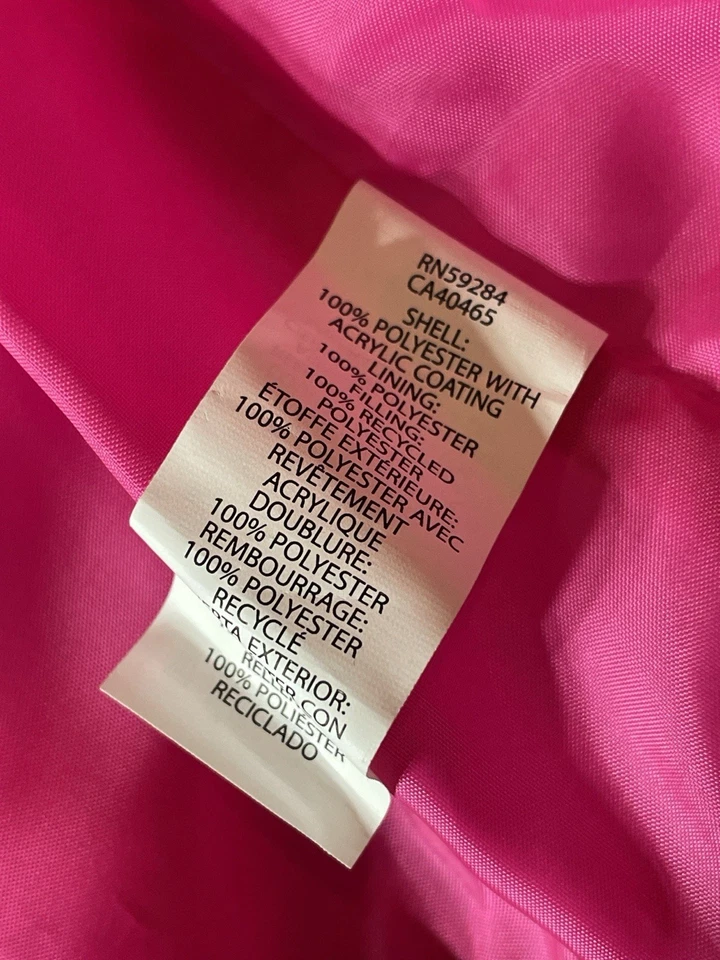 RN59284
CA40465
SHELL:
100% POLYESTER WITH
ACRYLIC COATING
LINING:
100% POLYESTER
FILLING:
100% RECYCLED
POLYESTER
ÉTOFFE EXTÉRIEURE:
100% POLYESTER AVEC
REVÊTEMENT
ACRYLIQUE
DOUBLURE:
100% POLYESTER
REMBOURRAGE:
100% POLYESTER
RECYCLÉ
EXTERIOR:
CON
100% POLIÉSTER
RECICLADO